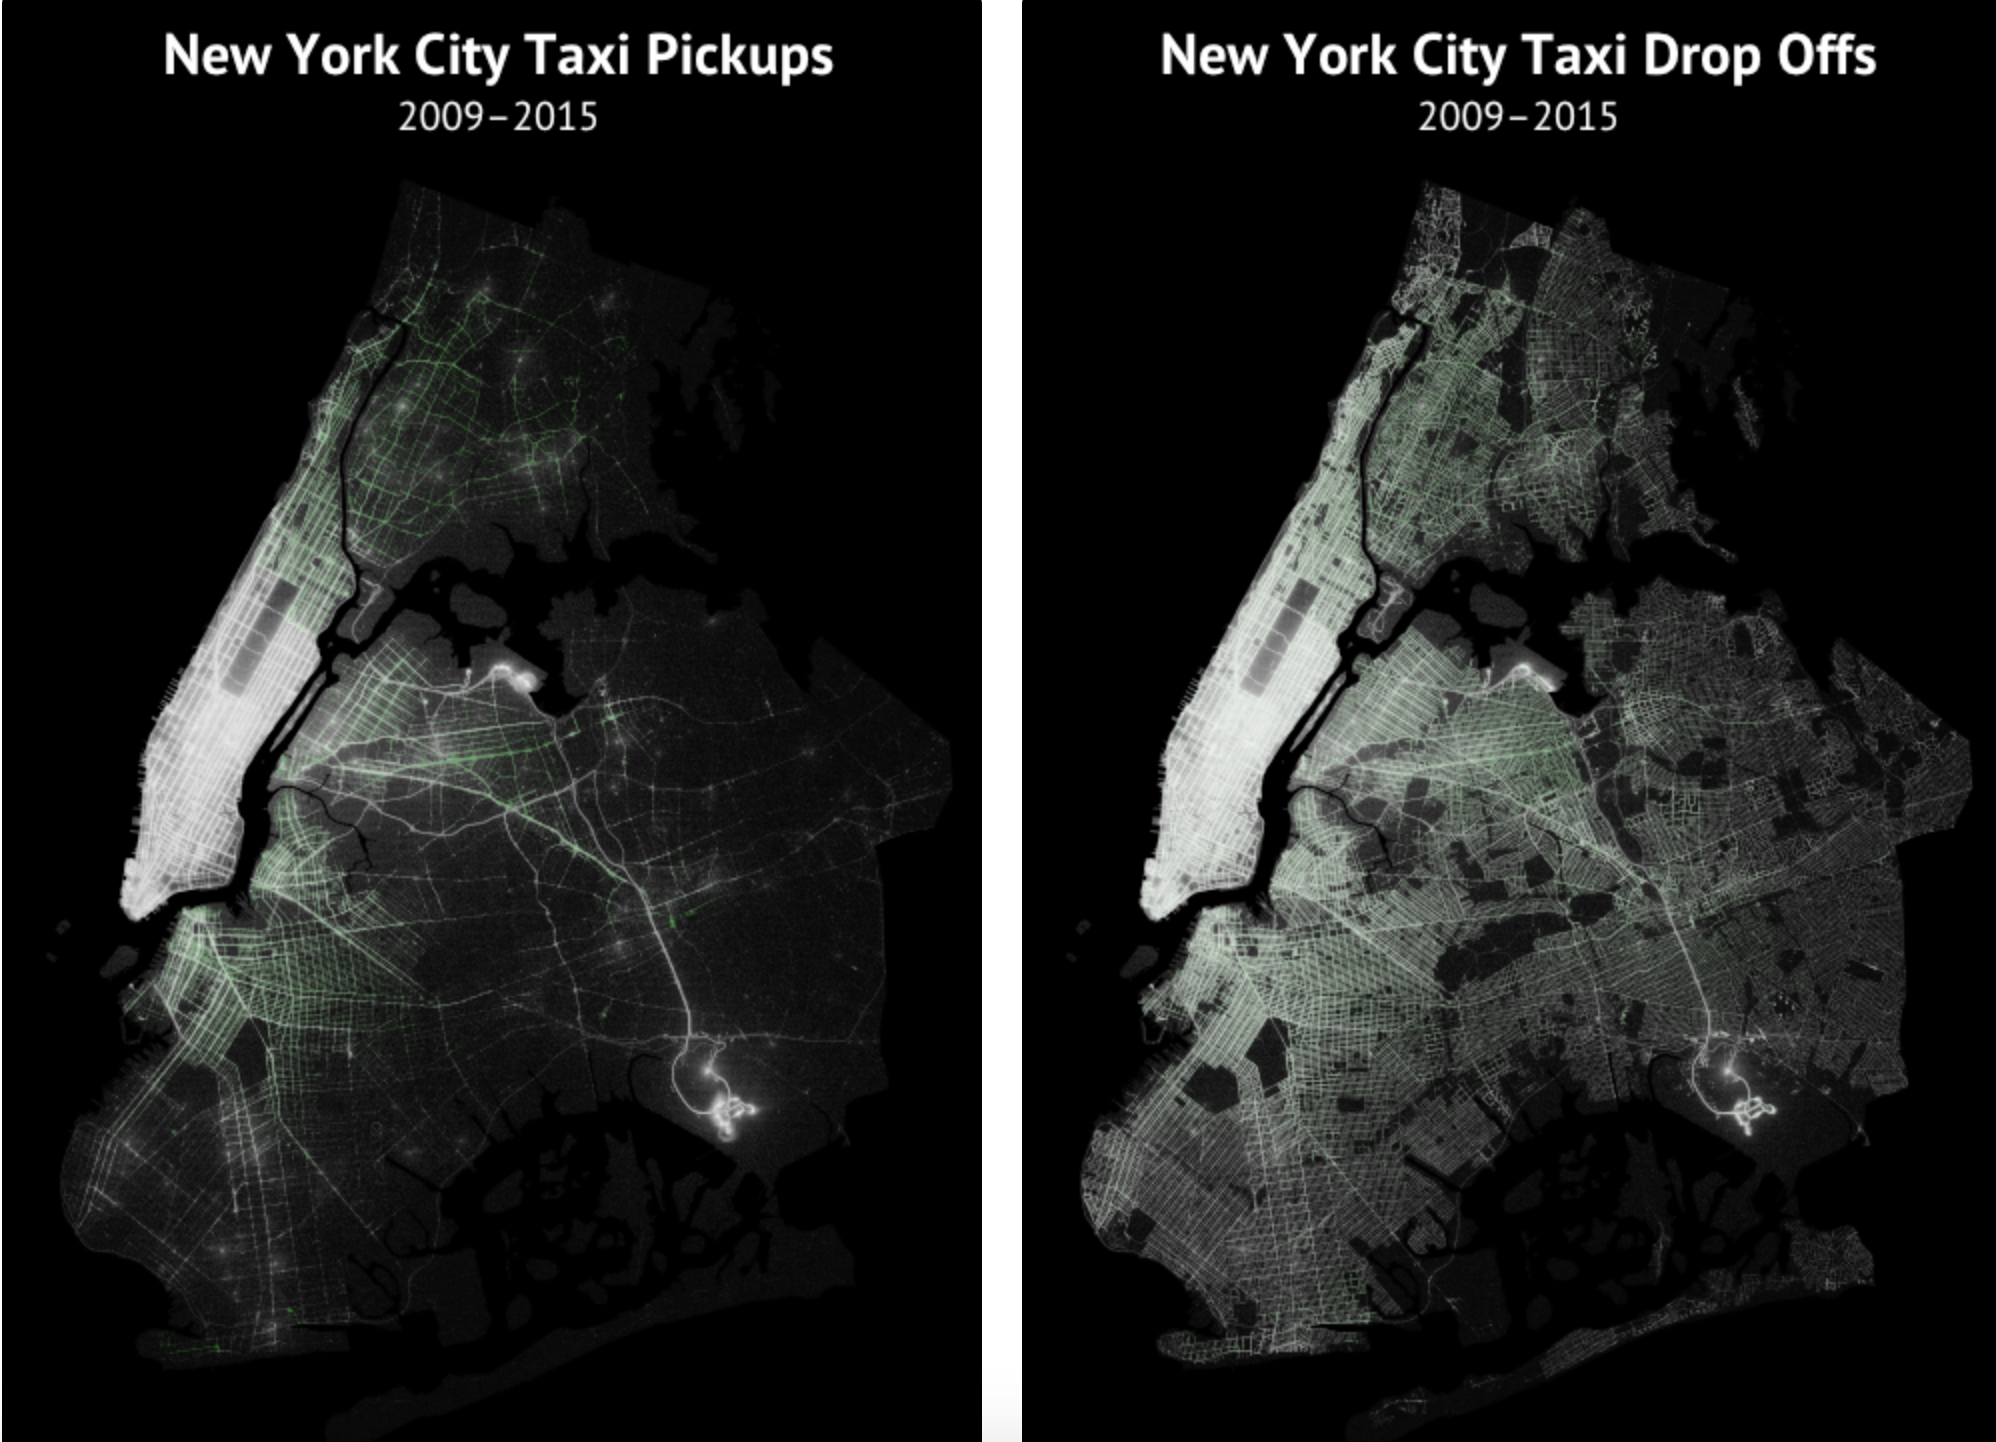 New York City Taxi Pickups
2009–2015
New York City Taxi Drop Offs
2009–2015